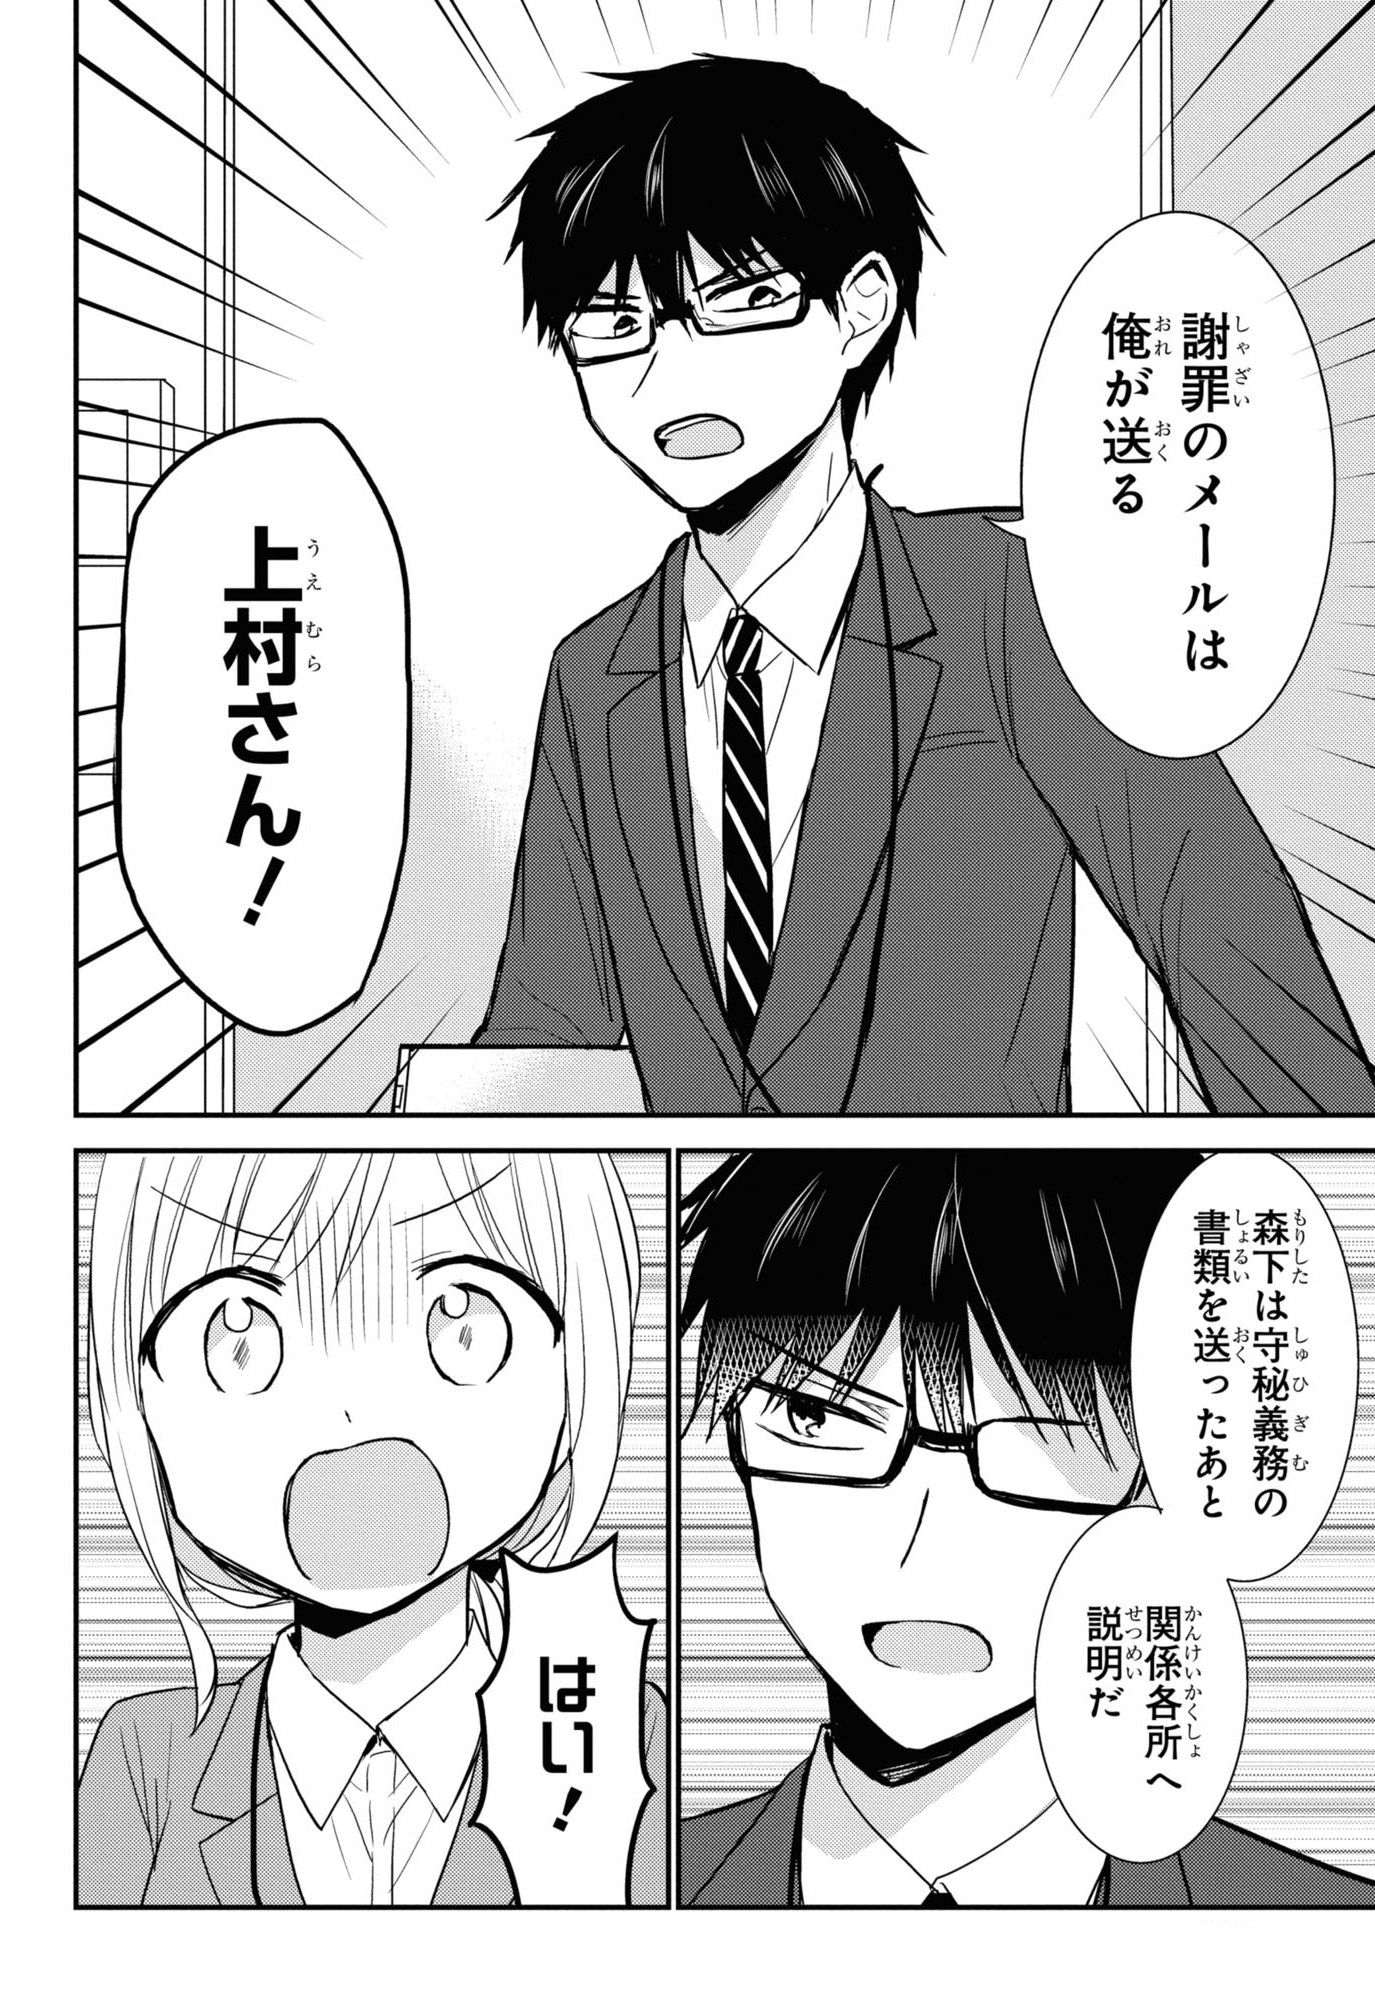 謝罪のメールは
俺が送る
上村さん！
森下は守秘義務の
書類を送ったあと
関係各所へ
説明だ
はい！